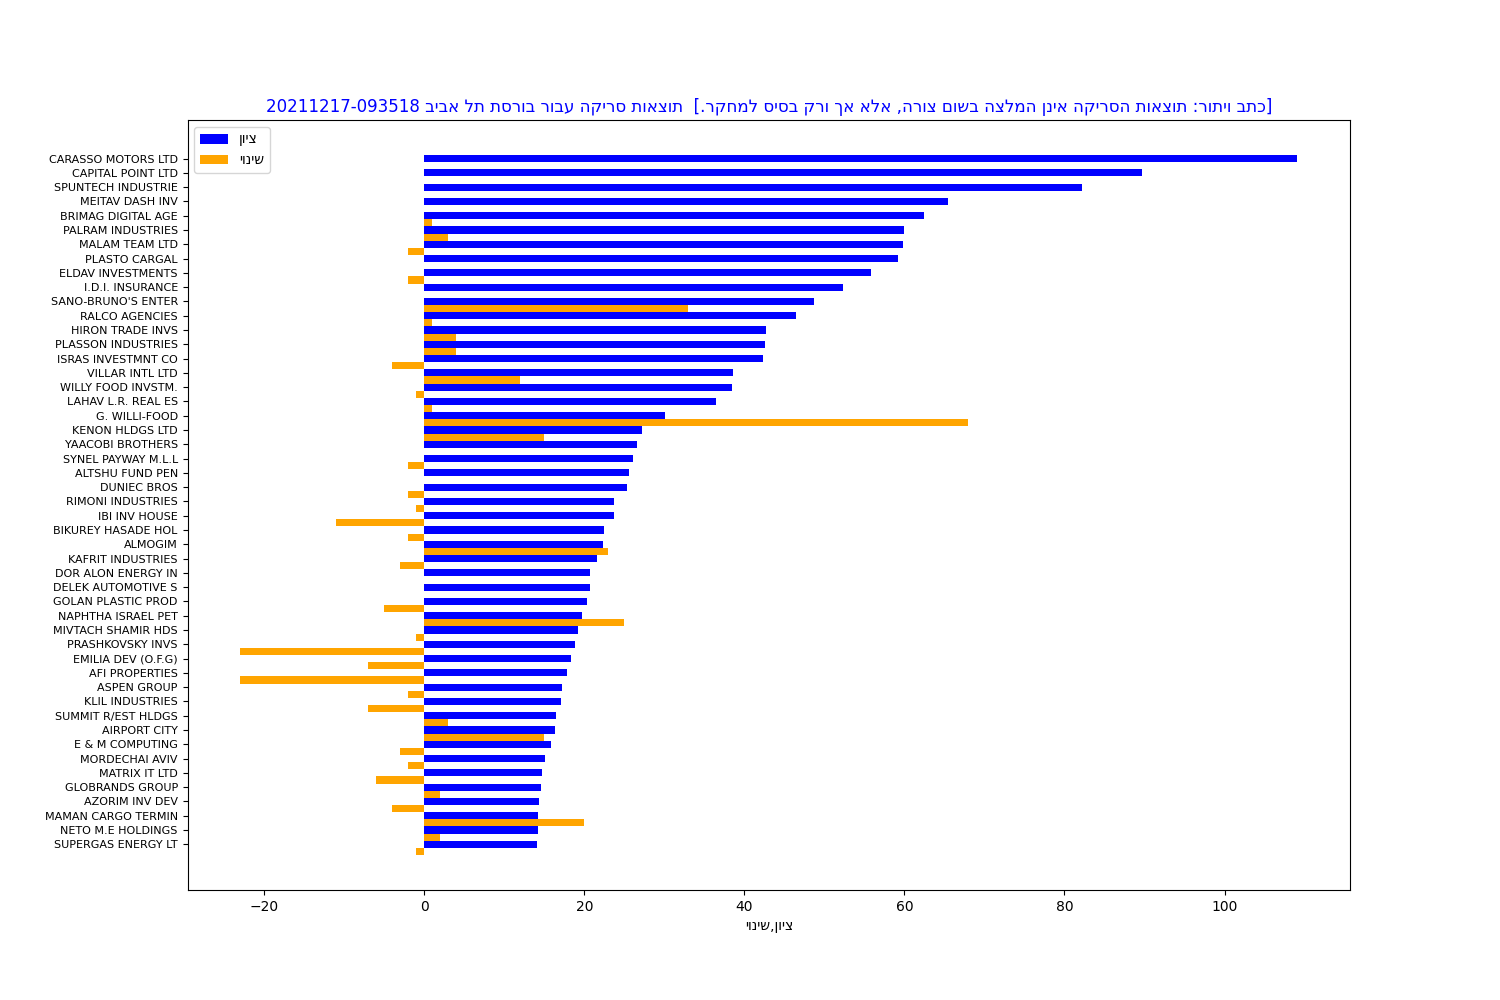 תוצאות סריקה עבור בורסת תל אביב 20211217-093518  [כתב ויתור: תוצאות הסריקה אינן המלצה בשום צורה, אלא אך ורק בסיס למחקר.]
ציון
שינוי
CARASSO MOTORS LTD
CAPITAL POINT LTD
SPUNTECH INDUSTRIE
MEITAV DASH INV
BRIMAG DIGITAL AGE
PALRAM INDUSTRIES
MALAM TEAM LTD
PLASTO CARGAL
ELDAV INVESTMENTS
I.D.I. INSURANCE
SANO-BRUNO'S ENTER
RALCO AGENCIES
HIRON TRADE INVS
PLASSON INDUSTRIES
ISRAS INVESTMNT CO
VILLAR INTL LTD
WILLY FOOD INVSTM.
LAHAV L.R. REAL ES
G. WILLI-FOOD
KENON HLDGS LTD
YAACOBI BROTHERS
SYNEL PAYWAY M.L.L
ALTSHU FUND PEN
DUNIEC BROS
RIMONI INDUSTRIES
IBI INV HOUSE
BIKUREY HASADE HOL
ALMOGIM
KAFRIT INDUSTRIES
DOR ALON ENERGY IN
DELEK AUTOMOTIVE S
GOLAN PLASTIC PROD
NAPHTHA ISRAEL PET
MIVTACH SHAMIR HDS
PRASHKOVSKY INVS
EMILIA DEV (O.F.G)
AFI PROPERTIES
ASPEN GROUP
KLIL INDUSTRIES
SUMMIT R/EST HLDGS
AIRPORT CITY
E & M COMPUTING
MORDECHAI AVIV
MATRIX IT LTD
GLOBRANDS GROUP
AZORIM INV DEV
MAMAN CARGO TERMIN
NETO M.E HOLDINGS
SUPERGAS ENERGY LT
−20 0 20 40 60 80 100
ציון,שינוי